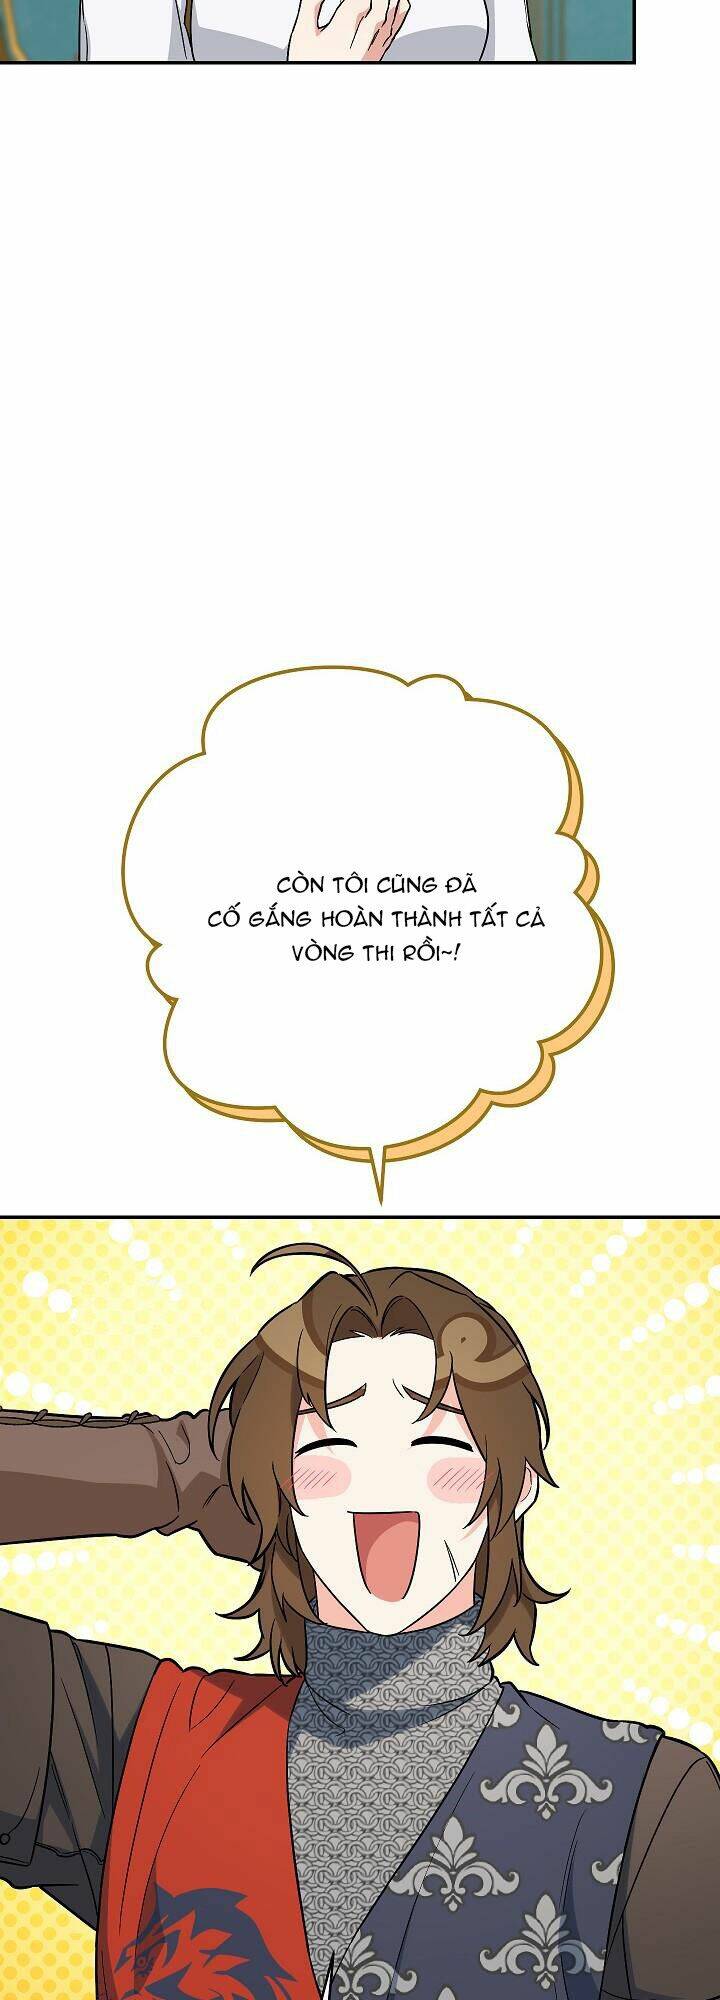 CÒN TÔI CŨNG ĐÃ
CỐ GẮNG HOÀN THÀNH TẤT CẢ
VÒNG THI RỒI~!